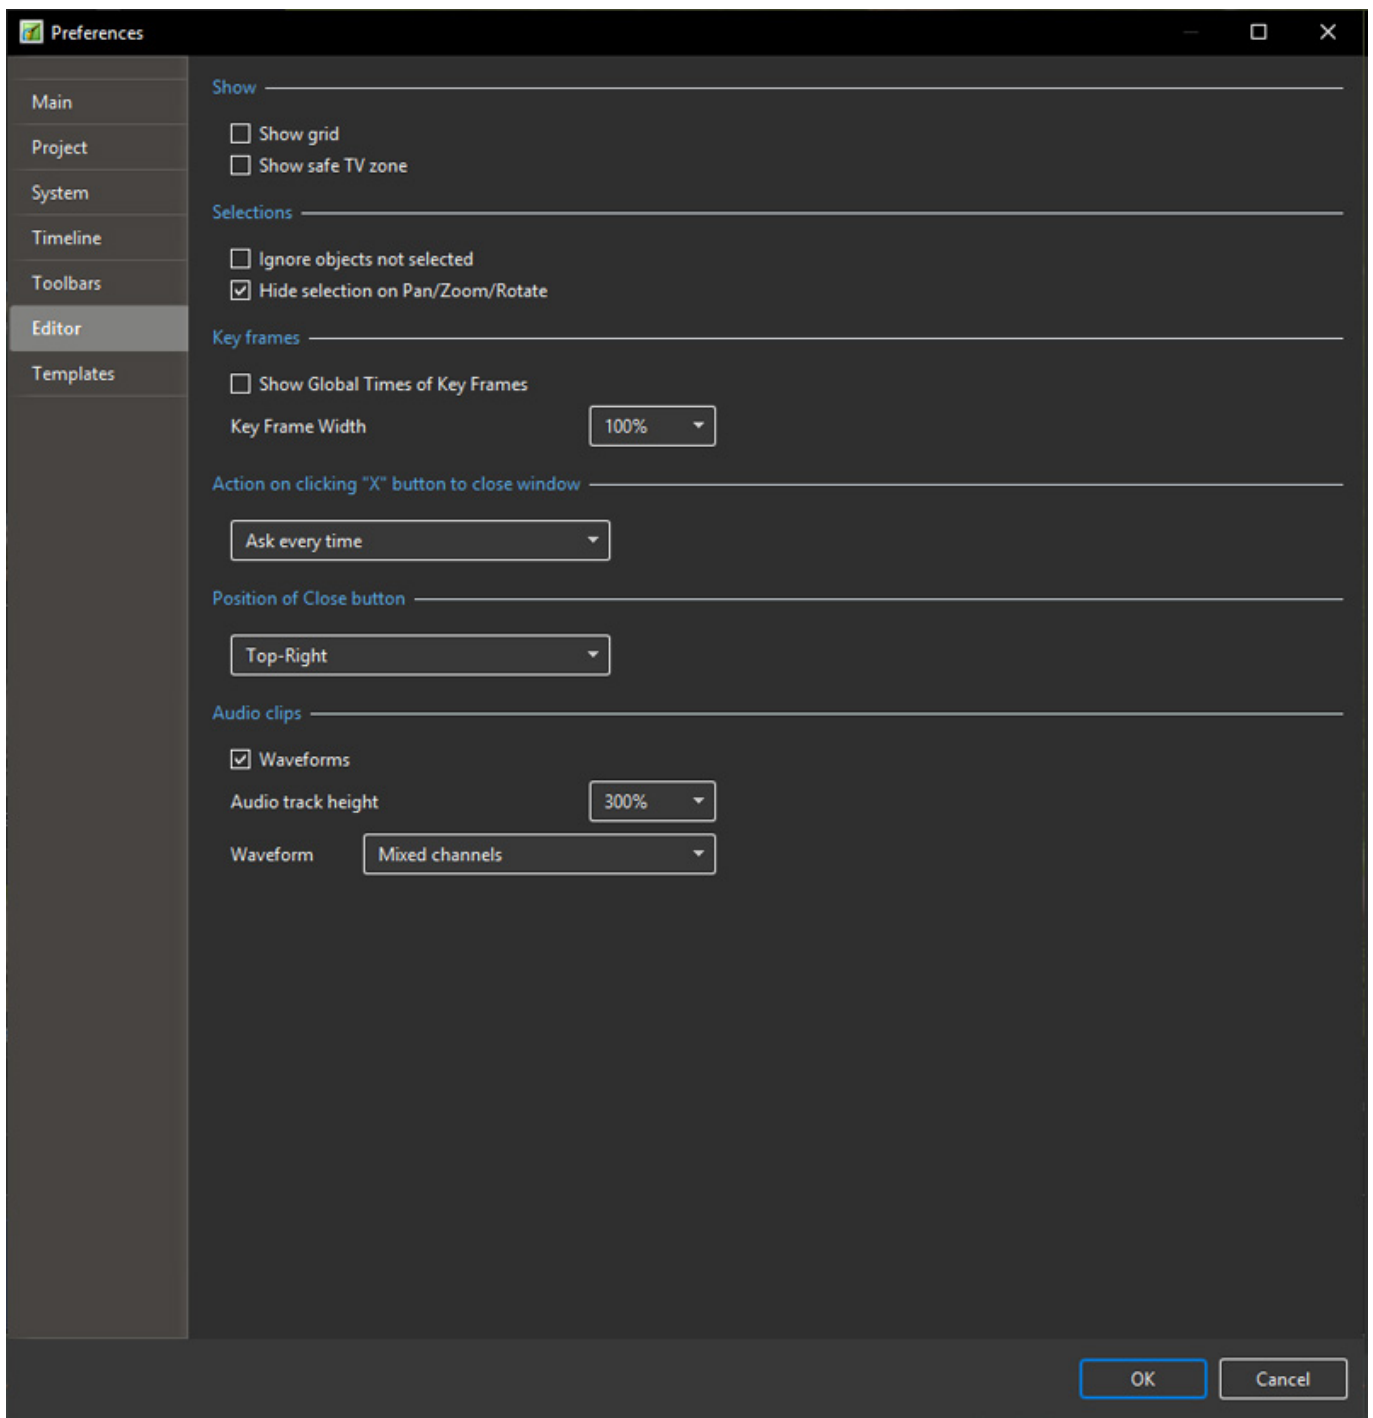 Preferences
Main
Project
System
Timeline
Toolbars
Editor
Templates
Show
Show grid
Show safe TV zone
Selections
Ignore objects not selected
Hide selection on Pan/Zoom/Rotate
Key frames
Show Global Times of Key Frames
Key Frame Width 100%
Action on clicking "X" button to close window
Ask every time
Position of Close button
Top-Right
Audio clips
Waveforms
Audio track height 300%
Waveform Mixed channels
OK Cancel